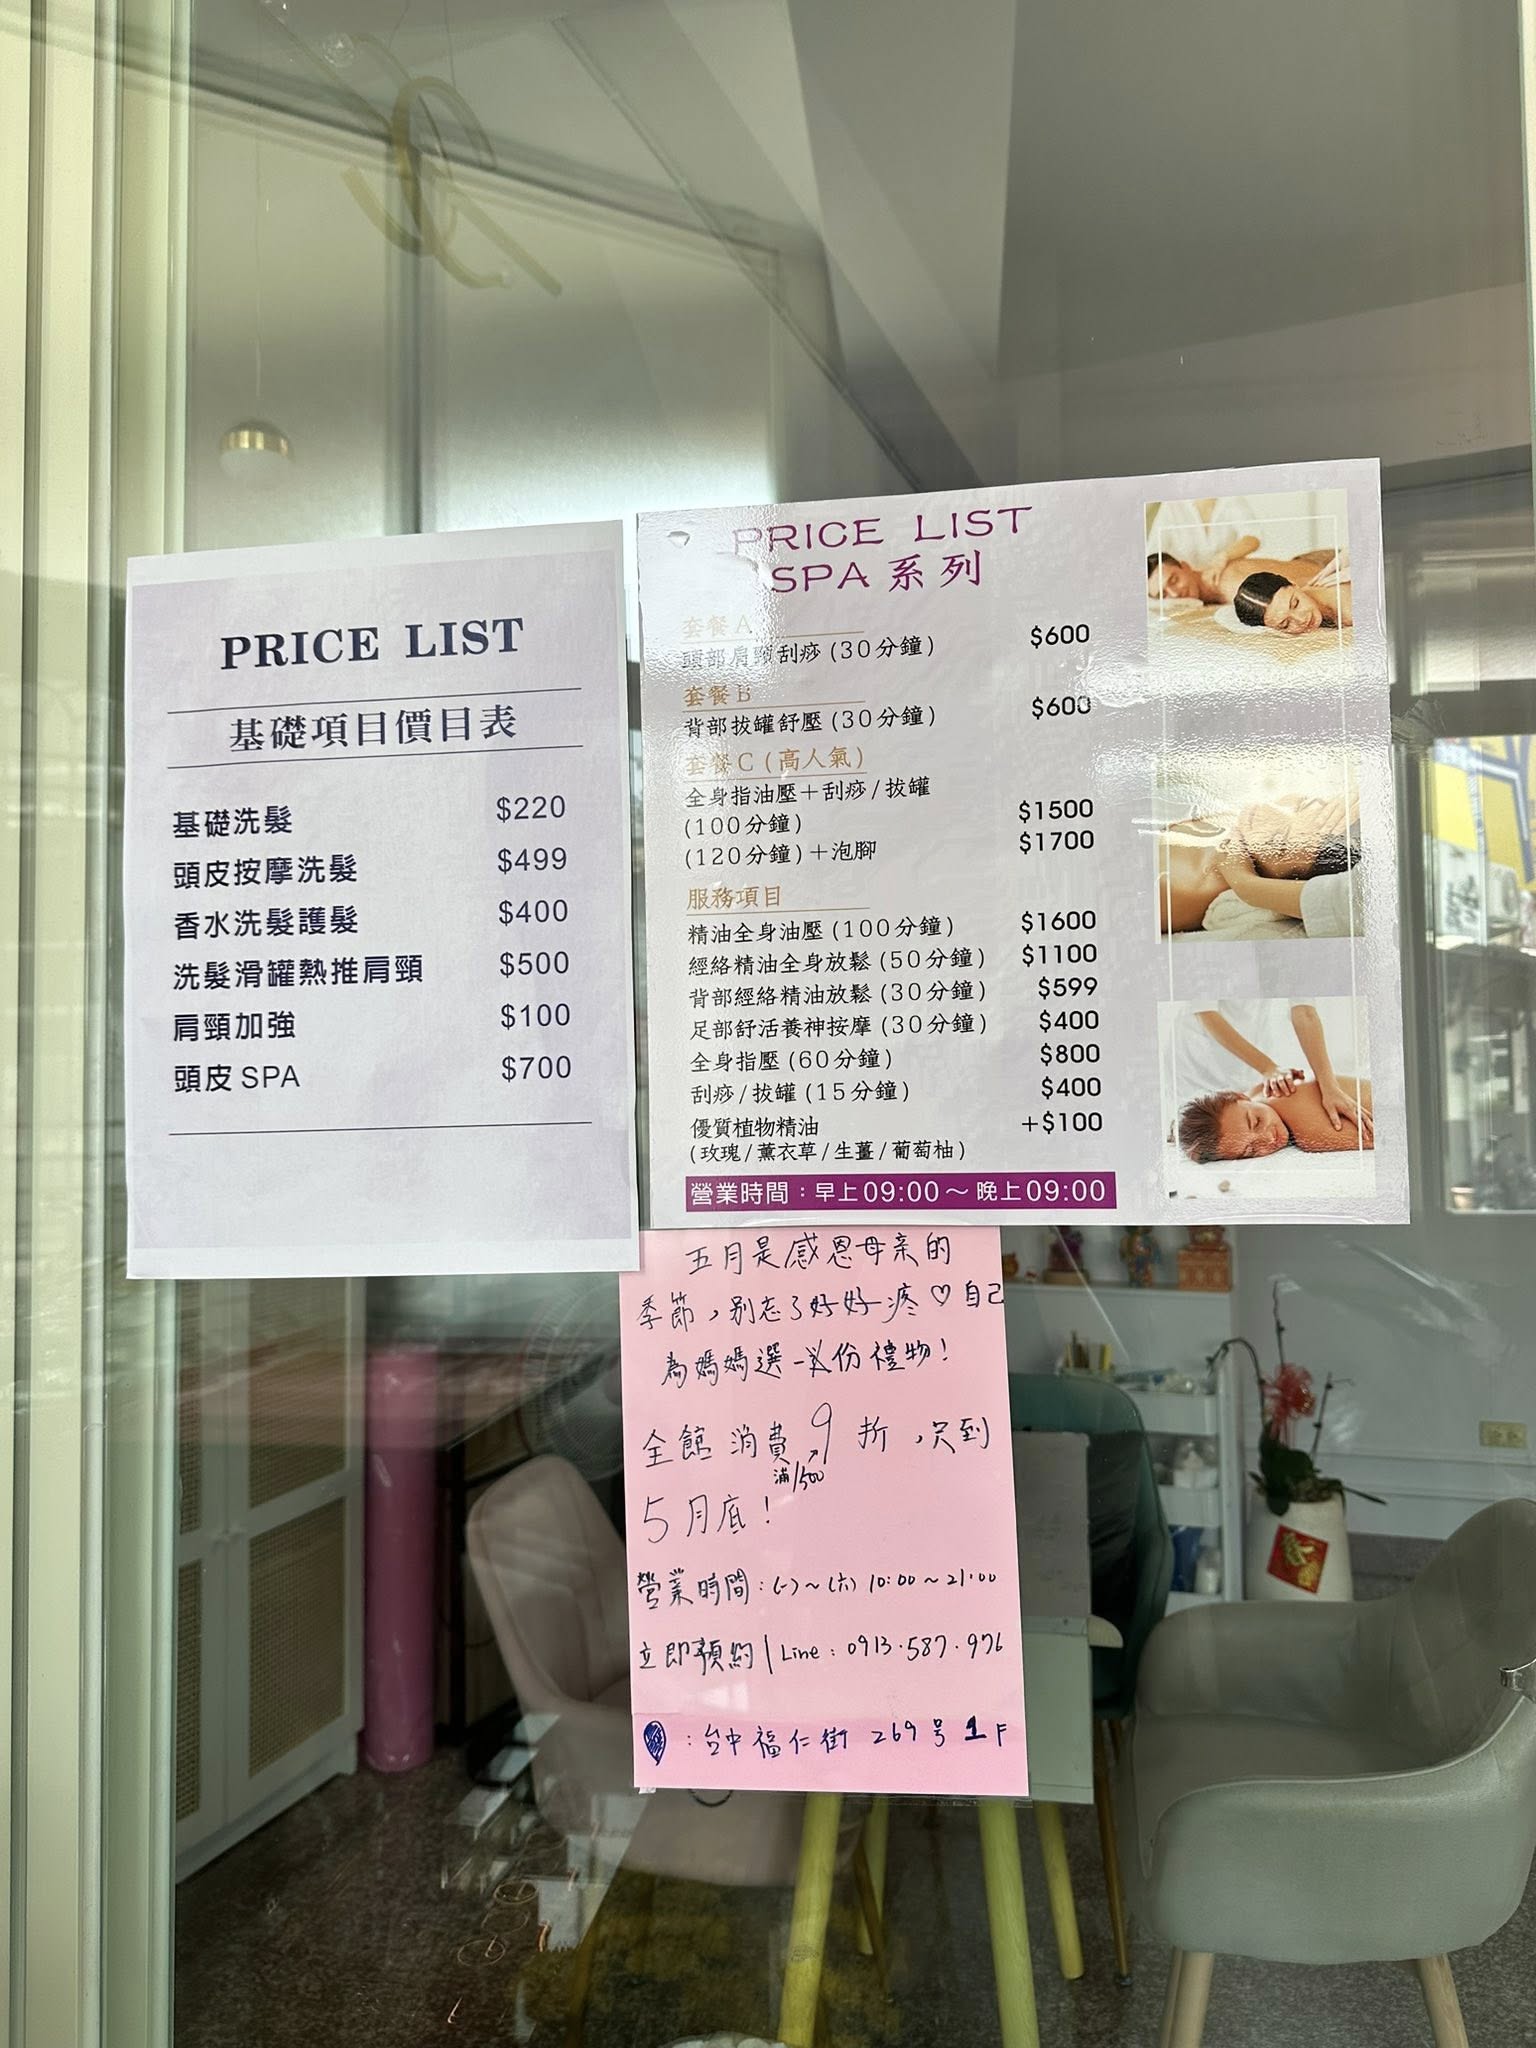 PRICE LIST
基礎項目價目表
基礎洗髮 $220
頭皮按摩洗髮 $499
香水洗髮護髮 $400
洗髮滑罐熱推肩頸 $500
肩頸加強 $100
頭皮SPA $700
PRICE LIST
SPA系列
套餐A
頭部肩頸刮痧(30分鐘) $600
套餐B
背部拔罐舒壓(30分鐘) $600
套餐C(高人氣)
全身指油壓+刮痧/拔罐
(100分鐘) $1500
(120分鐘)+泡腳 $1700
服務項目
精油全身油壓(100分鐘) $1600
經絡精油全身放鬆(50分鐘) $1100
背部經絡精油放鬆(30分鐘) $599
足部舒活養神按摩(30分鐘) $400
全身指壓(60分鐘) $800
刮痧/拔罐(15分鐘) $400
優質植物精油 +$100
(玫瑰/薰衣草/生薑/葡萄柚)
營業時間：早上09:00～晚上09:00
五月是感恩母亲的
季節，別忘了好好疼♡自己
為媽媽選一份禮物！
全館消費9折，只到
滿1500
5月底！
營業時間：(一)～(六) 10:00～21:00
立即預約 | Line：0913.587.976
：台中福仁街 269号 1F